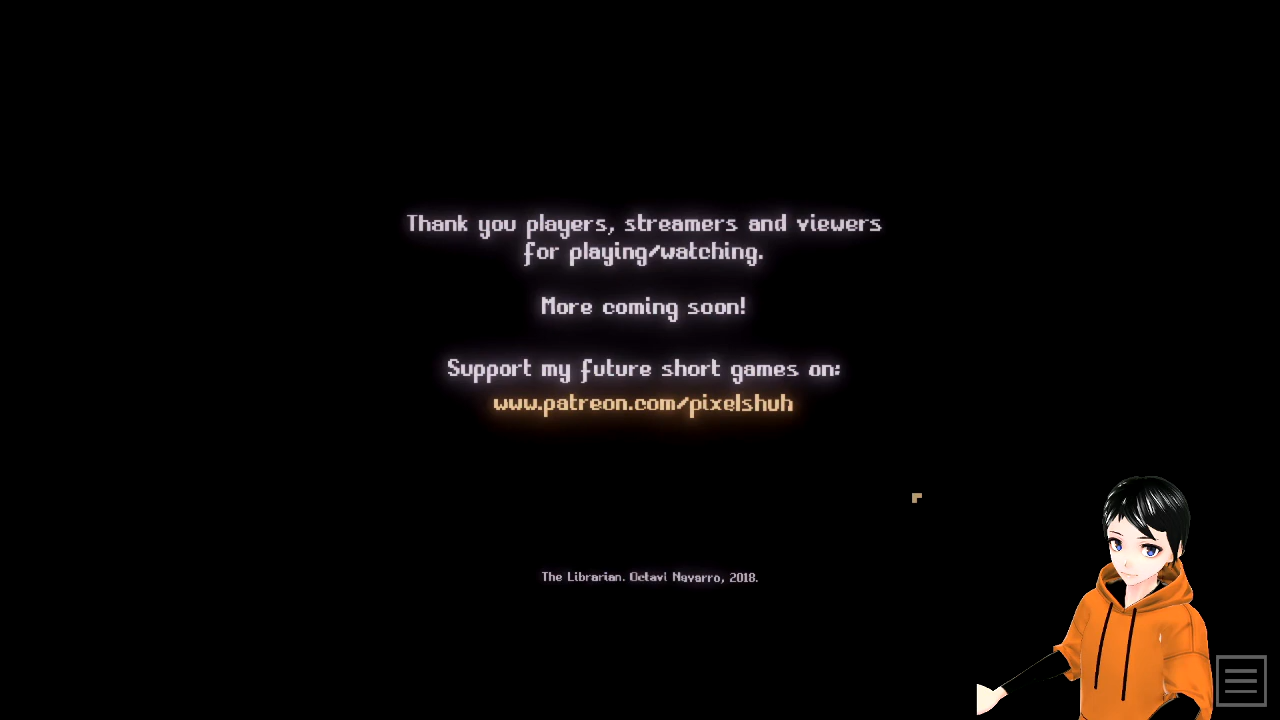 Thank you players, streamers and viewers
for playing/watching.
More coming soon!
Support my future short games on:
www.patreon.com/pixelshuh
The Librarian. Octavi Navarro, 2018.